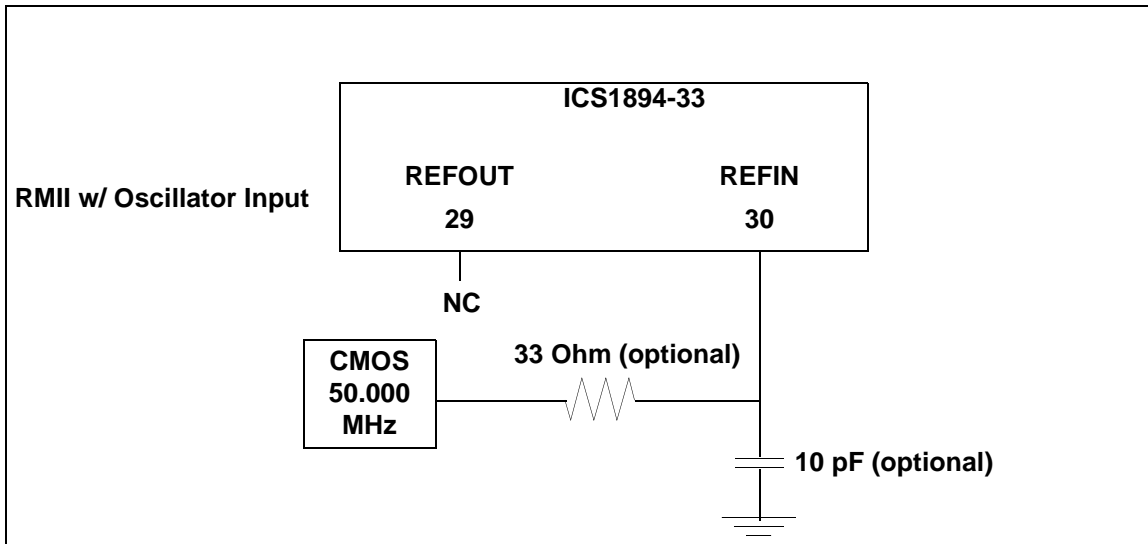 ICS1894-33
REFOUT
REFIN
RMII w/ Oscillator Input
29
30
NC
33 Ohm (optional)
CMOS
50.000
MHz
10 pF (optional)